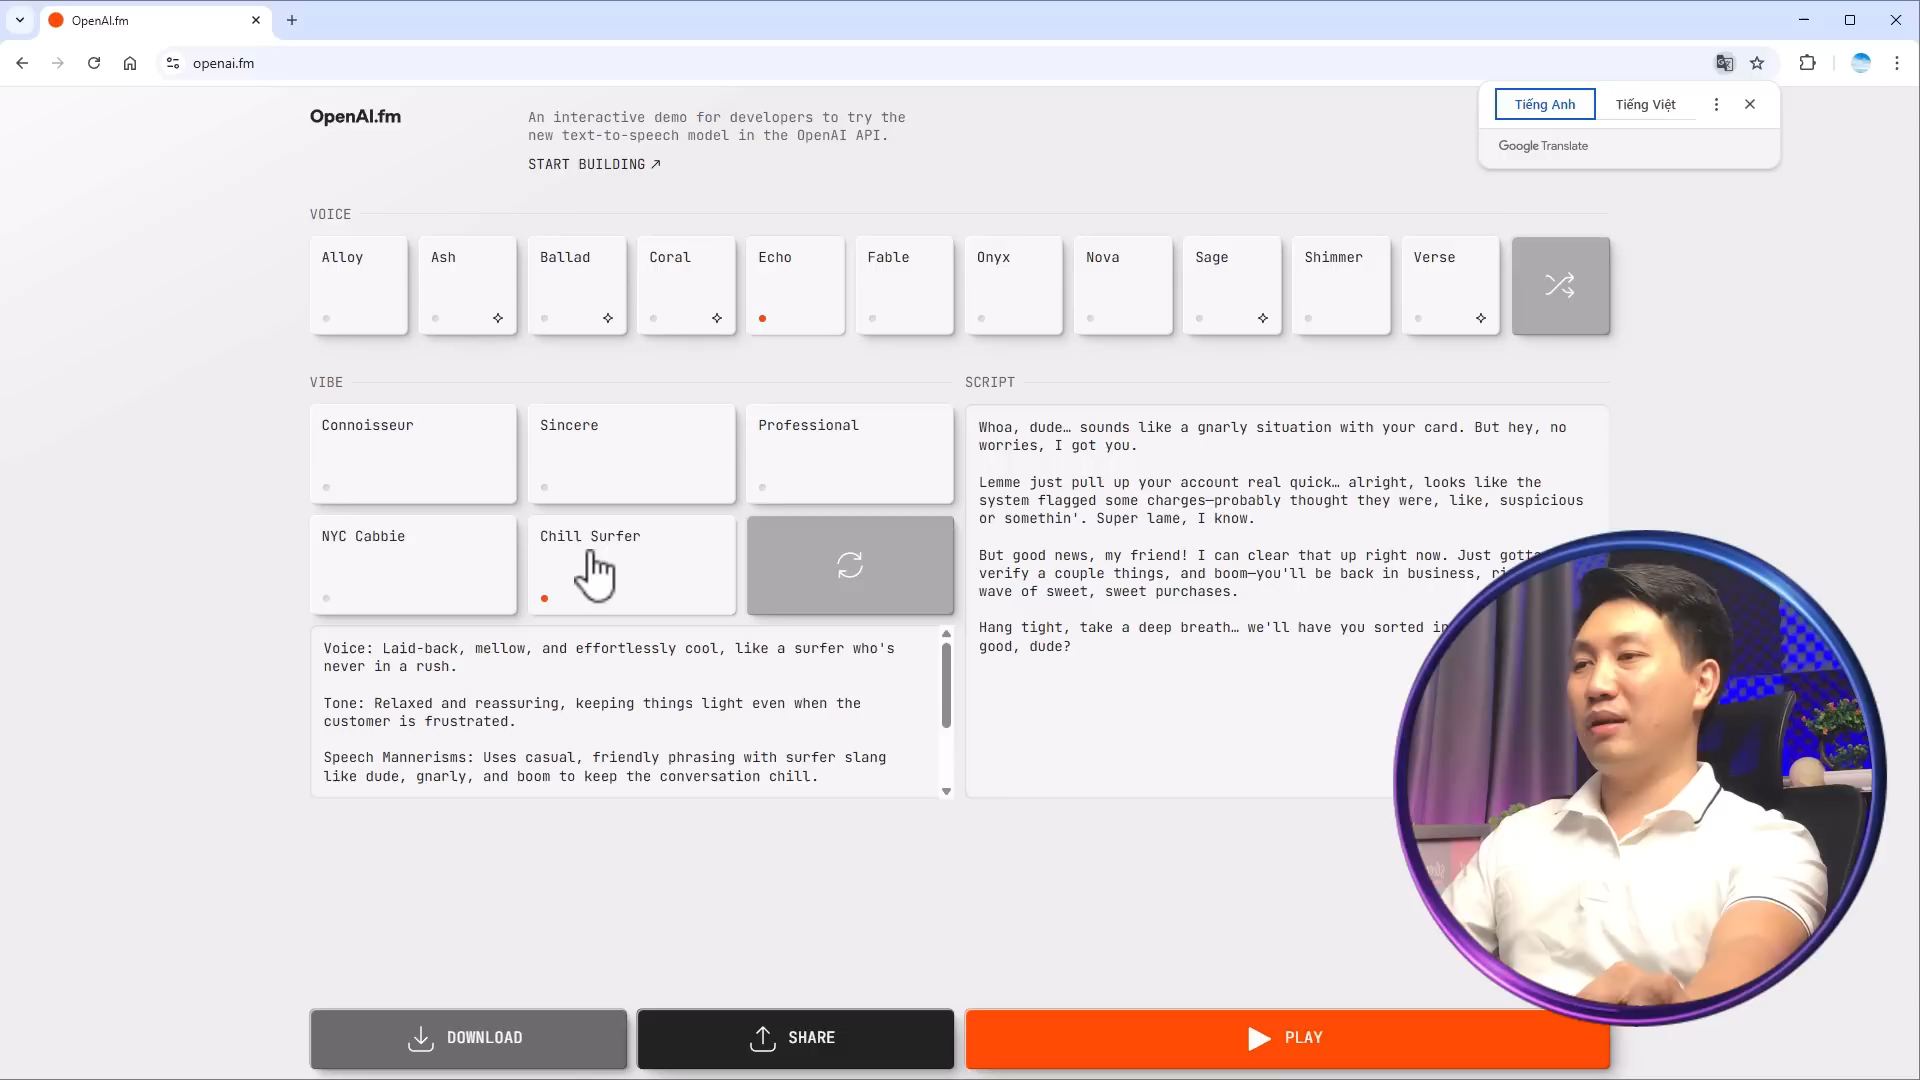 OpenAI.fm
openai.fm
Tiếng Anh
Tiếng Việt
Google Translate
OpenAI.fm
An interactive demo for developers to try the
new text-to-speech model in the OpenAI API.
START BUILDING
VOICE
Alloy
Ash
Ballad
Coral
Echo
Fable
Onyx
Nova
Sage
Shimmer
Verse
VIBE
Connoisseur
Sincere
Professional
NYC Cabbie
Chill Surfer
Voice: Laid-back, mellow, and effortlessly cool, like a surfer who's
never in a rush.
Tone: Relaxed and reassuring, keeping things light even when the
customer is frustrated.
Speech Mannerisms: Uses casual, friendly phrasing with surfer slang
like dude, gnarly, and boom to keep the conversation chill.
SCRIPT
Whoa, dude… sounds like a gnarly situation with your card. But hey, no
worries, I got you.
Lemme just pull up your account real quick… alright, looks like the
system flagged some charges—probably thought they were, like, suspicious
or somethin'. Super lame, I know.
But good news, my friend! I can clear that up right now. Just gotta
verify a couple things, and boom—you'll be back in business,
wave of sweet, sweet purchases.
Hang tight, take a deep breath… we'll have you sorted in
good, dude?
DOWNLOAD
SHARE
PLAY